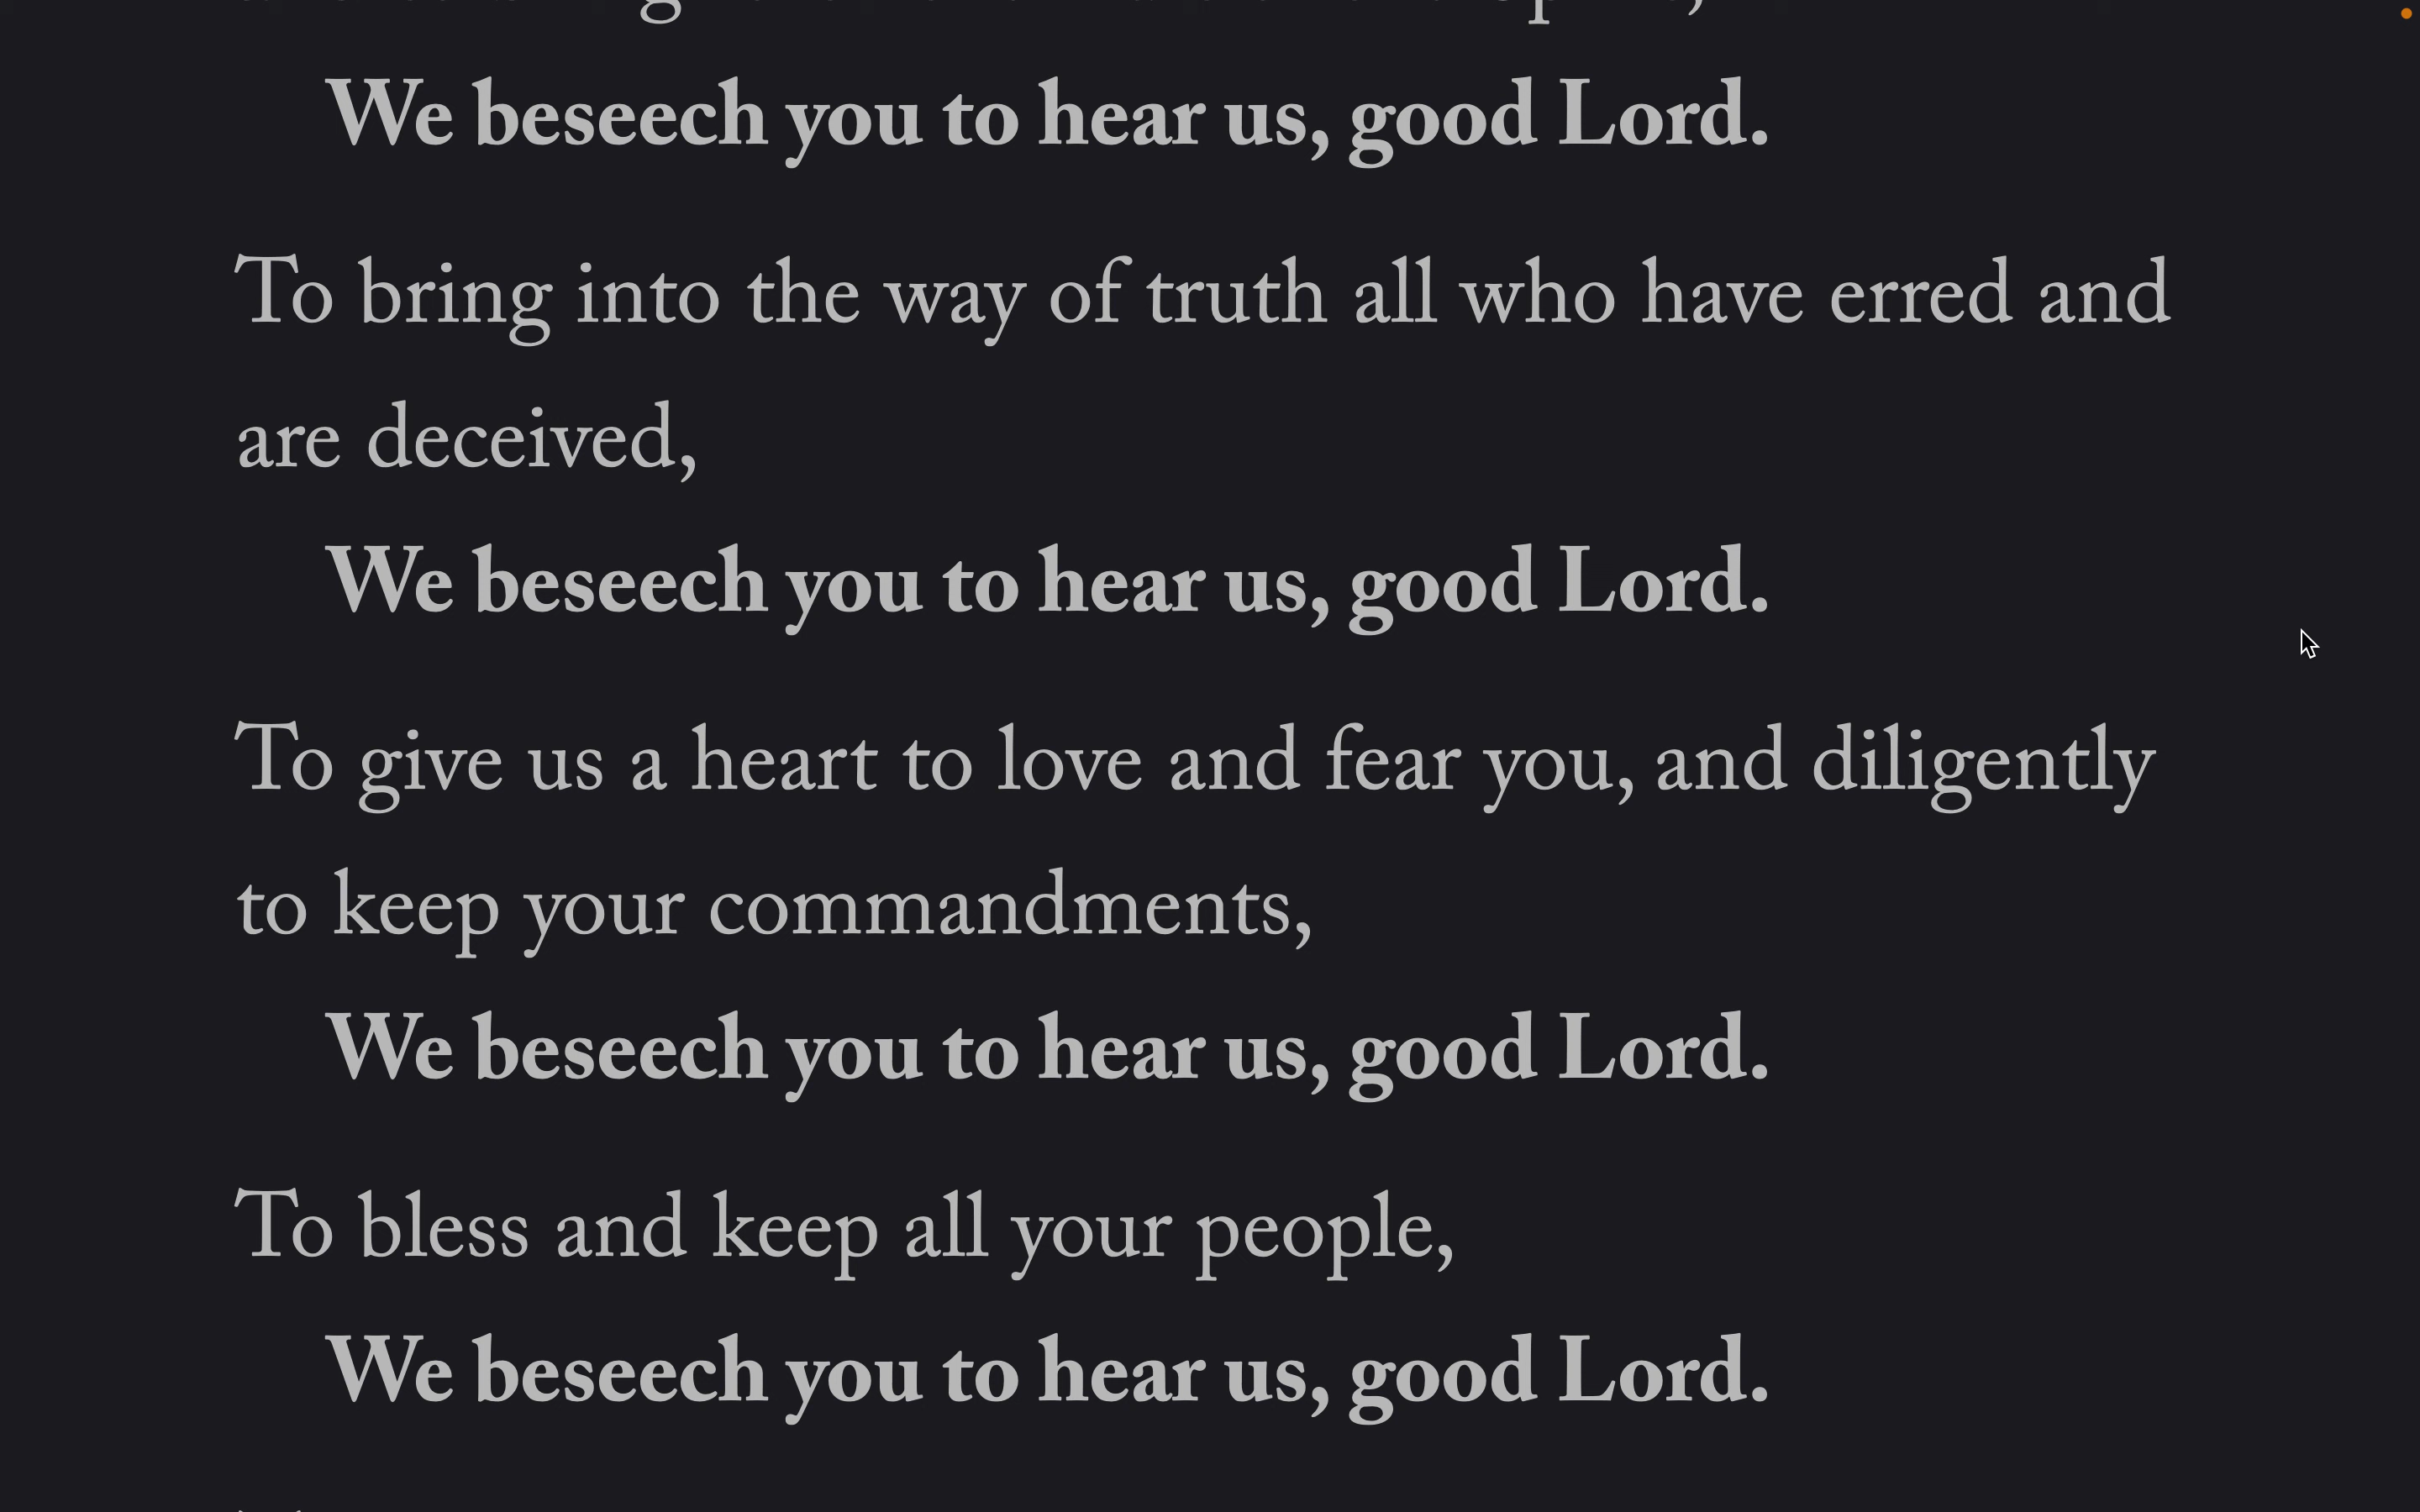 We beseech you to hear us, good Lord.
To bring into the way of truth all who have erred and
are deceived,
We beseech you to hear us, good Lord.
To give us a heart to love and fear you, and diligently
to keep your commandments,
We beseech you to hear us, good Lord.
To bless and keep all your people,
We beseech you to hear us, good Lord.